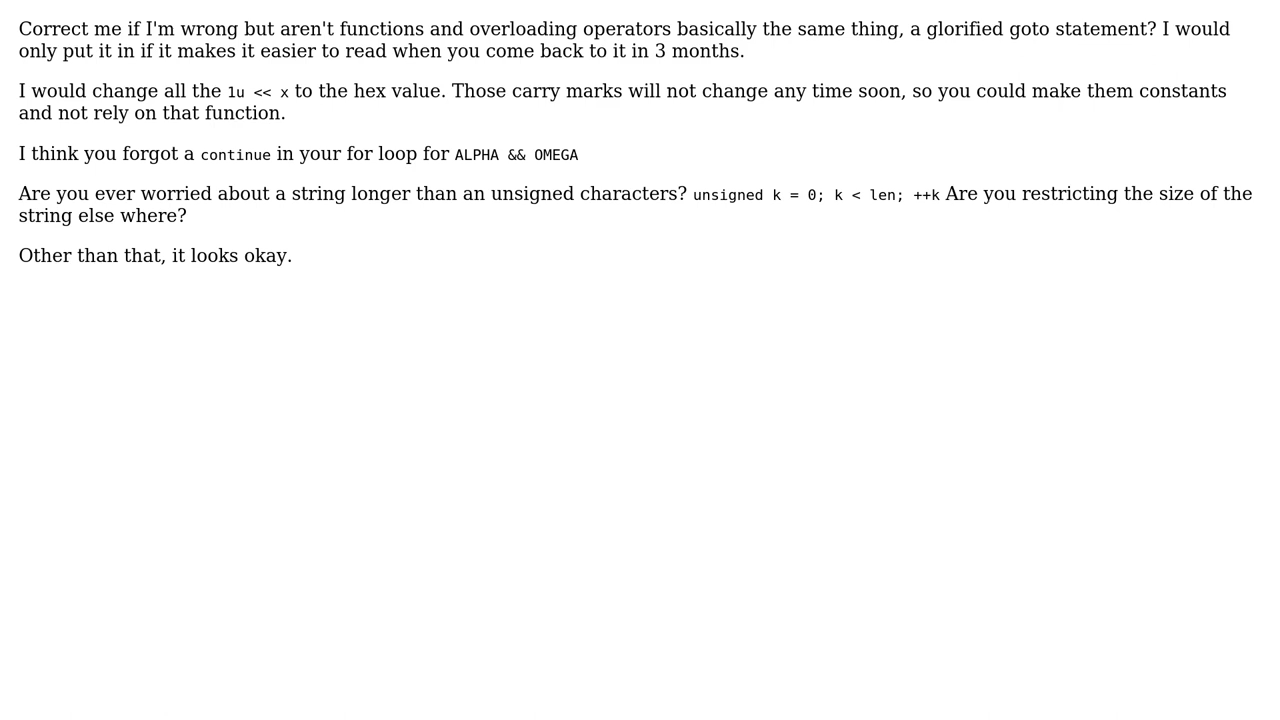 Correct me if I'm wrong but aren't functions and overloading operators basically the same thing, a glorified goto statement? I would
only put it in if it makes it easier to read when you come back to it in 3 months.
I would change all the 1u << x to the hex value. Those carry marks will not change any time soon, so you could make them constants
and not rely on that function.
I think you forgot a continue in your for loop for ALPHA && OMEGA
Are you ever worried about a string longer than an unsigned characters? unsigned k = 0; k < len; ++k Are you restricting the size of the
string else where?
Other than that, it looks okay.